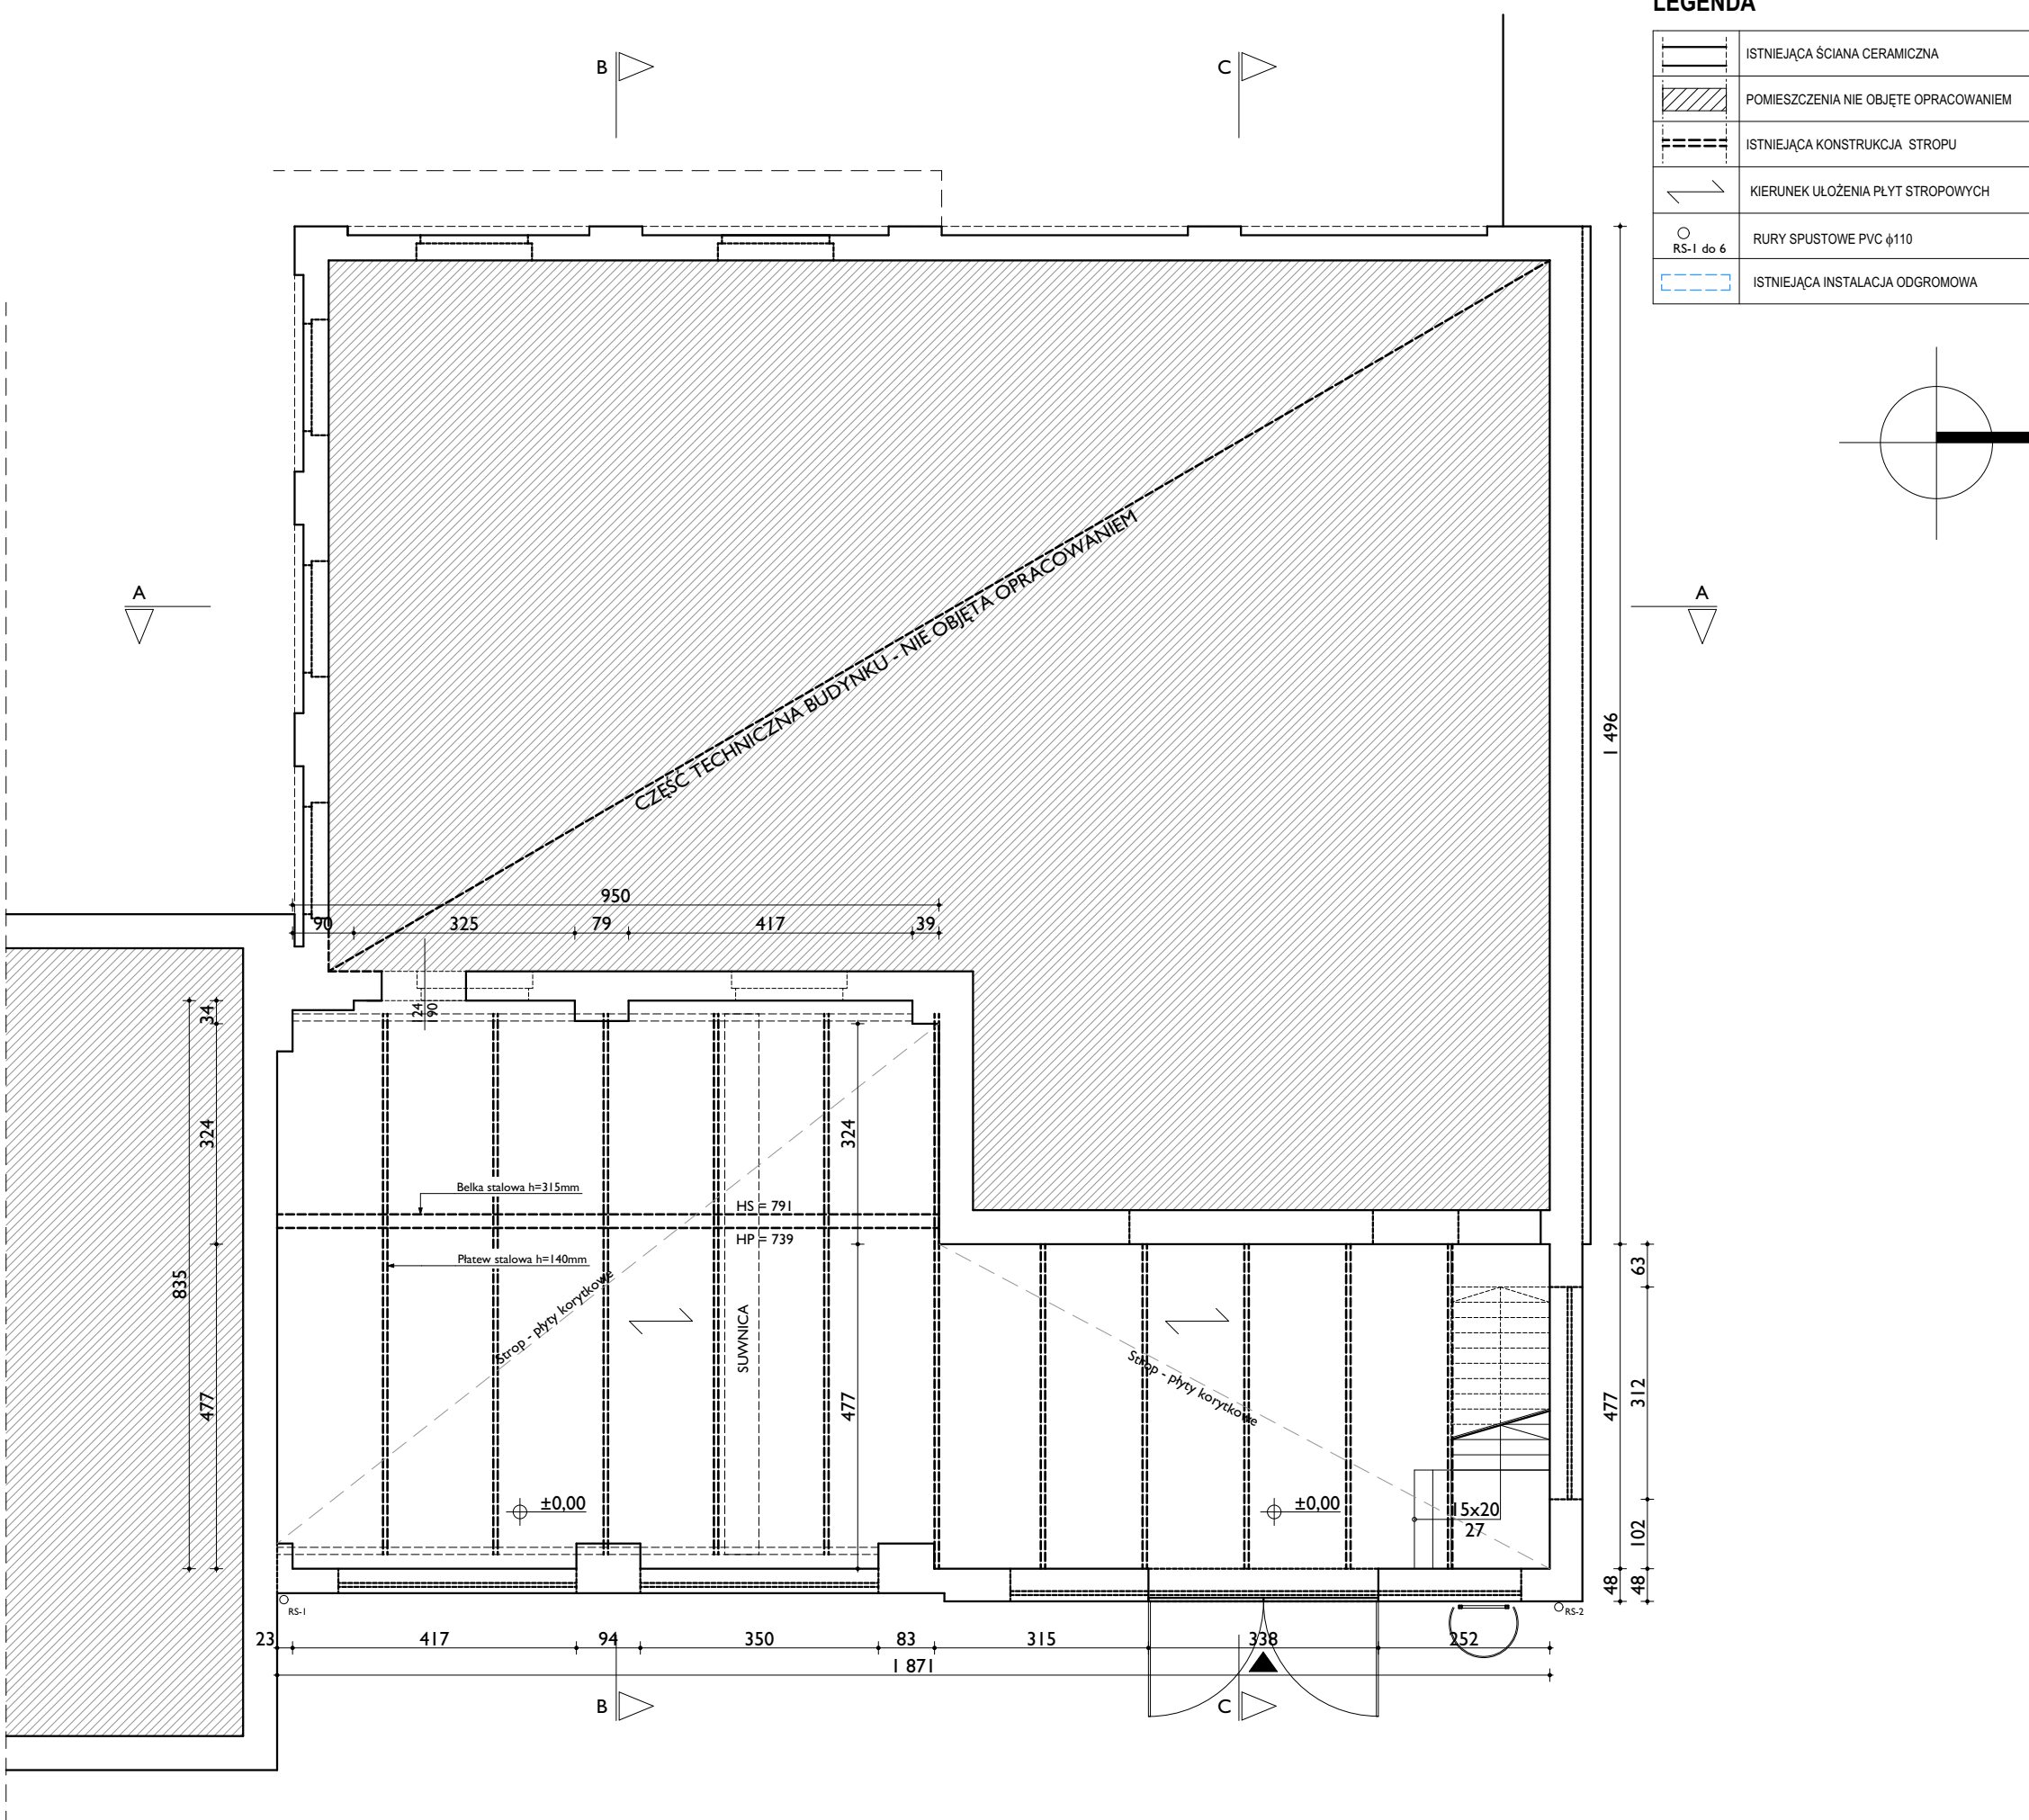 LEGENDA
ISTNIEJĄCA ŚCIANA CERAMICZNA
POMIESZCZENIA NIE OBJĘTE OPRACOWANIEM
ISTNIEJĄCA KONSTRUKCJA STROPU
KIERUNEK UŁOŻENIA PŁYT STROPOWYCH
RS-1 do 6
RURY SPUSTOWE PVC ϕ110
ISTNIEJĄCA INSTALACJA ODGROMOWA
B
C
A
A
CZĘŚC TECHNICZNA BUDYNKU - NIE OBJĘTA OPRACOWANIEM
1 496
950
90
325
79
417
39
124
190
34
324
835
477
324
477
Belka stalowa h=315mm
HS = 791
HP = 739
Płatew stalowa h=140mm
Strop - płyty korytkowe
SUWNICA
Strop - płyty korytkowe
63
312
477
102
48
48
±0,00
±0,00
15x20
27
RS-1
RS-2
23
417
94
350
83
315
338
252
1 871
B
C